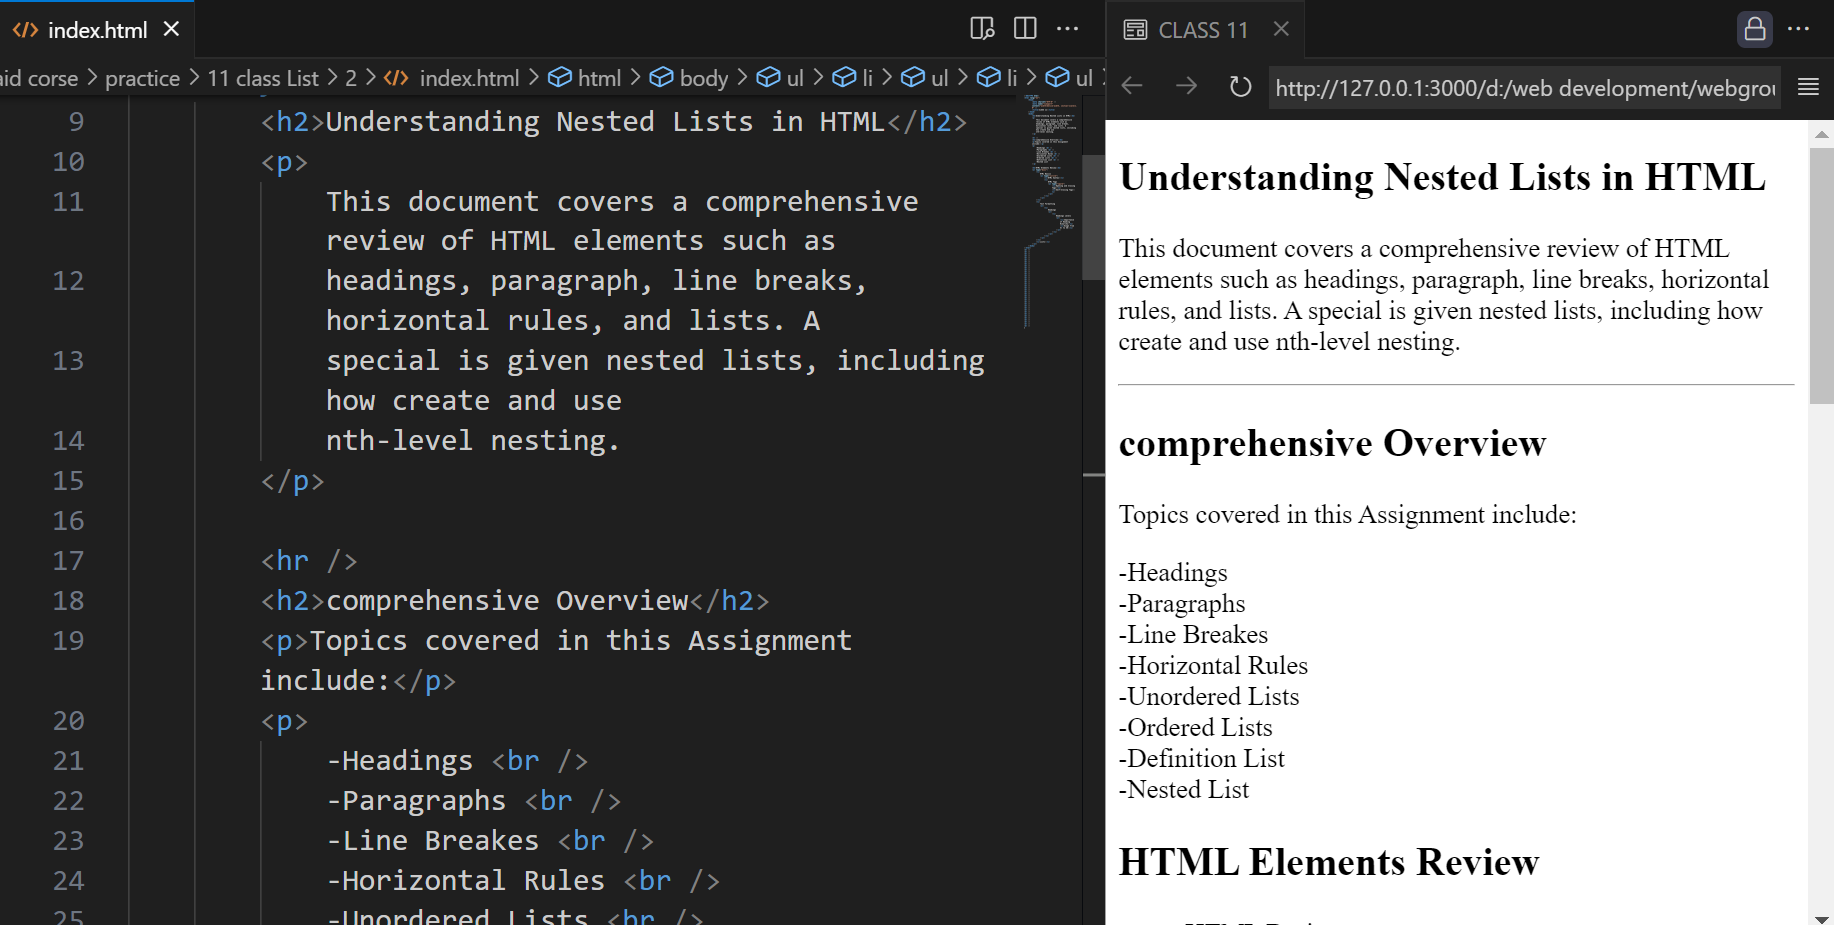 index.html
CLASS 11
aid corse > practice > 11 class List > 2 > index.html > html > body > ul > li > ul > li > ul
http://127.0.0.1:3000/d:/web development/webgrou
9 <h2>Understanding Nested Lists in HTML</h2>
10 <p>
11 This document covers a comprehensive
review of HTML elements such as
12 headings, paragraph, line breaks,
horizontal rules, and lists. A
13 special is given nested lists, including
how create and use
14 nth-level nesting.
15 </p>
16
17 <hr />
18 <h2>comprehensive Overview</h2>
19 <p>Topics covered in this Assignment
include:</p>
20 <p>
21 -Headings <br />
22 -Paragraphs <br />
23 -Line Breakes <br />
24 -Horizontal Rules <br />
25 -Unordered Lists <br />
Understanding Nested Lists in HTML
This document covers a comprehensive review of HTML
elements such as headings, paragraph, line breaks, horizontal
rules, and lists. A special is given nested lists, including how
create and use nth-level nesting.
comprehensive Overview
Topics covered in this Assignment include:
-Headings
-Paragraphs
-Line Breakes
-Horizontal Rules
-Unordered Lists
-Ordered Lists
-Definition List
-Nested List
HTML Elements Review